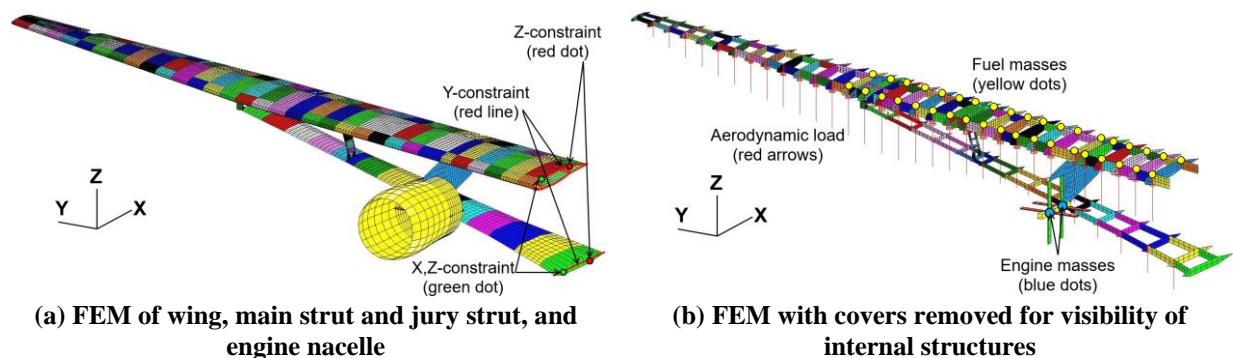 Z-constraint
(red dot)
Y-constraint
(red line)
Z
Y
X
X,Z-constraint
(green dot)
(a) FEM of wing, main strut and jury strut, and
engine nacelle
Fuel masses
(yellow dots)
Aerodynamic load
(red arrows)
Z
Y
X
Engine masses
(blue dots)
(b) FEM with covers removed for visibility of
internal structures